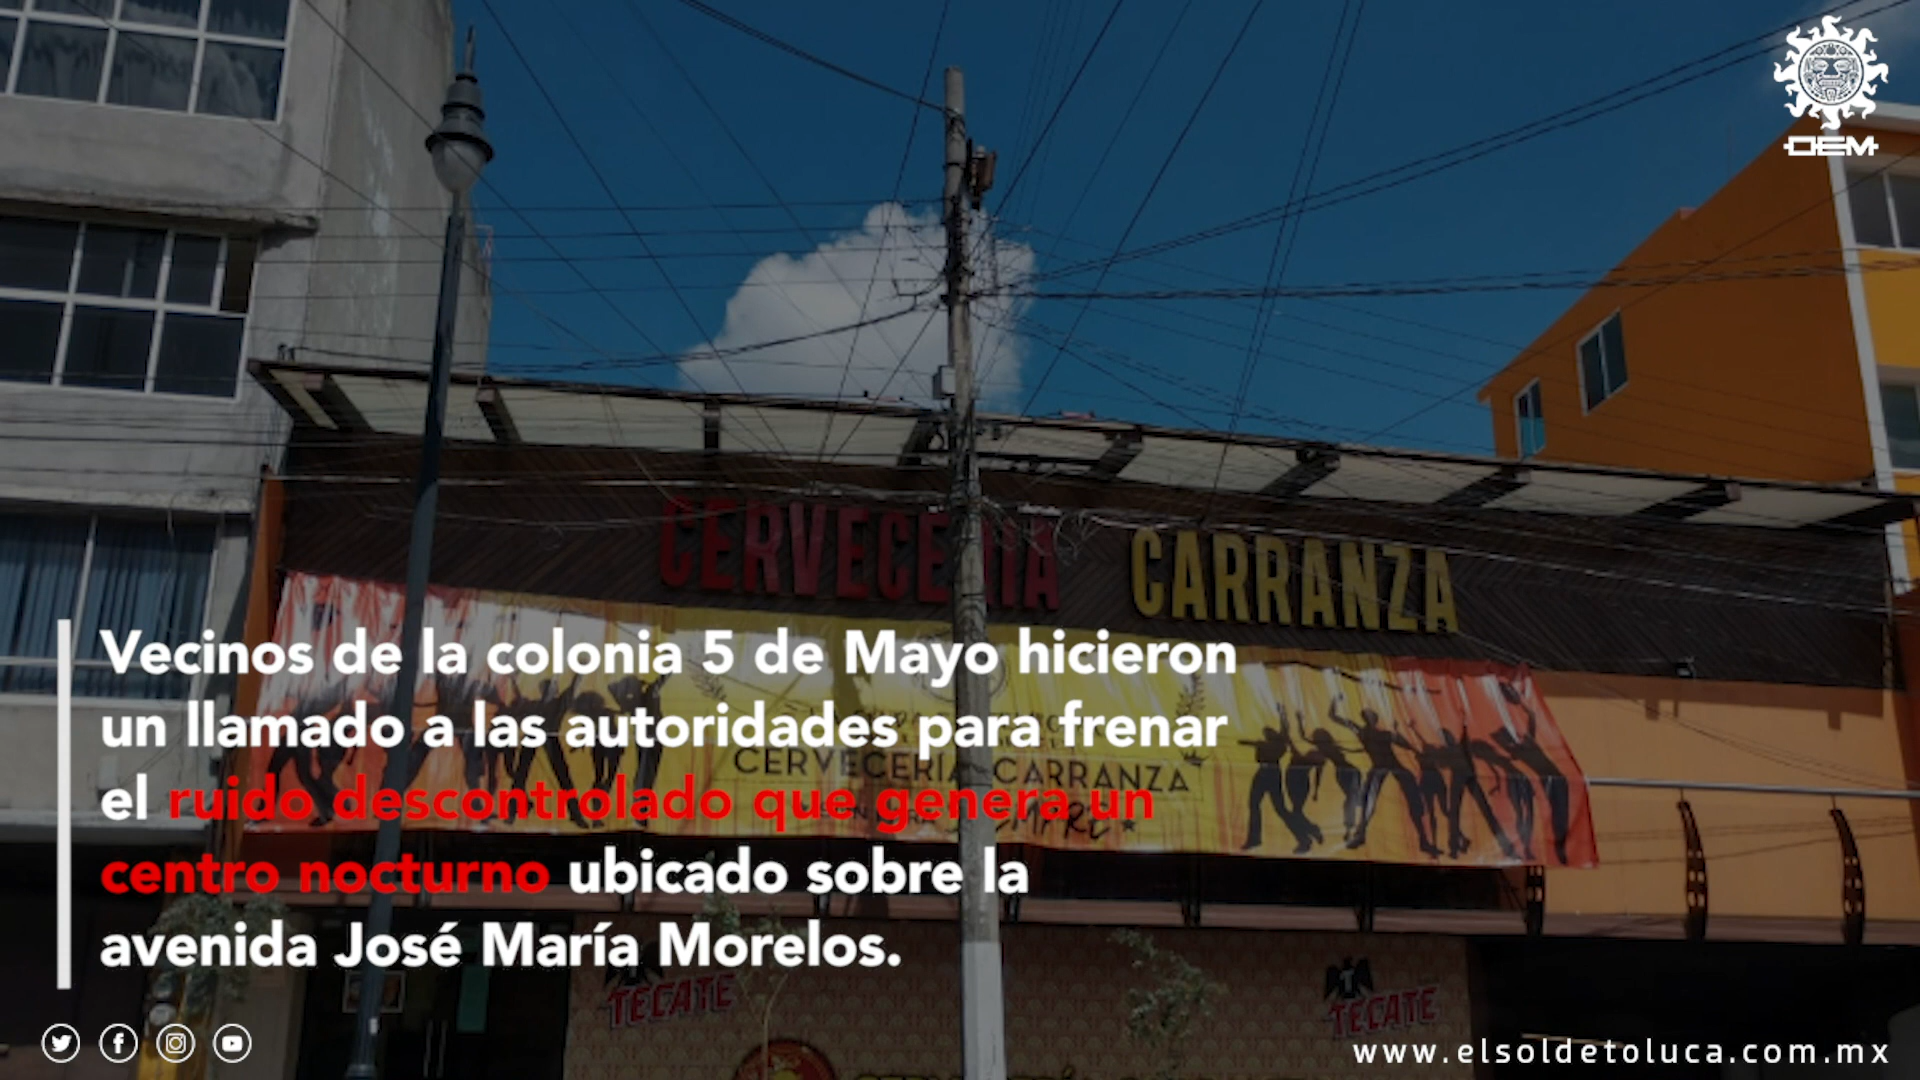 OEM
CERVECERIA CARRANZA
Vecinos de la colonia 5 de Mayo hicieron
un llamado a las autoridades para frenar
CERVECERIA CARRANZA
el ruido descontrolado que genera un
centro nocturno ubicado sobre la
avenida José María Morelos.
TECATE
TECATE
www.elsoldetoluca.com.mx